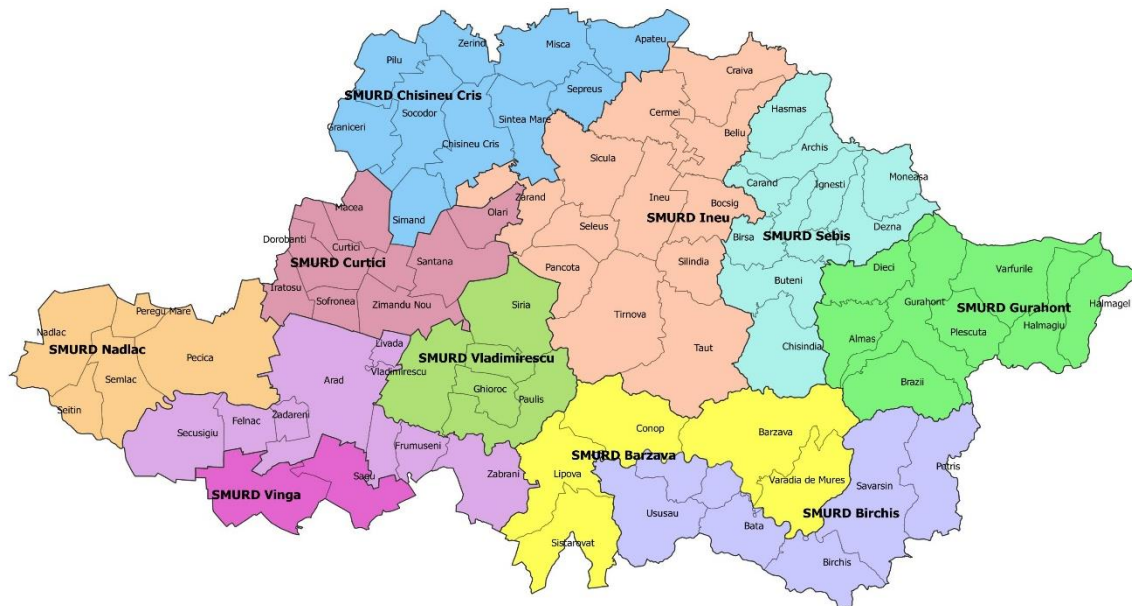 Zerind
Misca
Apateu
Pilu
Craiva
SMURD Chisineu Cris
Sepreus
Hasmas
Socodor
Sintea Mare
Cermei
Graniceri
Beliu
Chisineu Cris
Archis
Sicula
Moneasa
Carand
Ignesti
Zarand
Ineu
Bocsig
Macea
Olari
SMURD Ineu
Simand
Seleus
Dezna
Birsa
SMURD Sebis
Dorobanti
Curtici
SMURD Curtici
Santana
Silindia
Pancota
Dieci
Varfurile
Buteni
Iratosu
Sofronea
Zimandu Nou
Siria
Gurahont
SMURD Gurahont
Halmagel
Peregu Mare
Tirnova
Halmagiu
Nadlac
Plescuta
Almas
SMURD Nadlac
Livada
Chisindia
Pecica
SMURD Vladimirescu
Taut
Vladimirescu
Semlac
Arad
Ghioroc
Brazii
Paulis
Seitin
Zadareni
Felnac
Conop
Barzava
Secusigiu
Frumuseni
SMURD Barzava
Petris
Zabrani
Lipova
Sagu
Varadia de Mures
Savarsin
SMURD Vinga
Ususau
SMURD Birchis
Bata
Sistarovat
Birchis